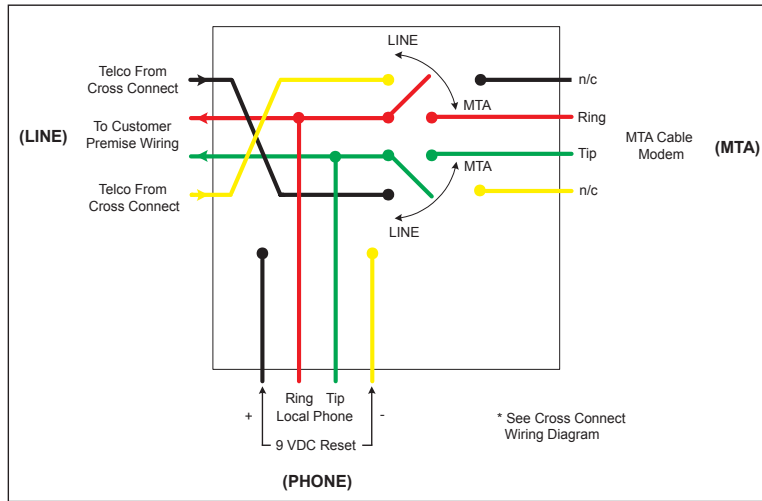 LINE
Telco From
Cross Connect
n/c
MTA
Ring
(LINE)
To Customer
Premise Wiring
MTA Cable
Modem
(MTA)
Tip
MTA
Telco From
Cross Connect
n/c
LINE
Ring Tip
+ Local Phone -
9 VDC Reset
* See Cross Connect
Wiring Diagram
(PHONE)